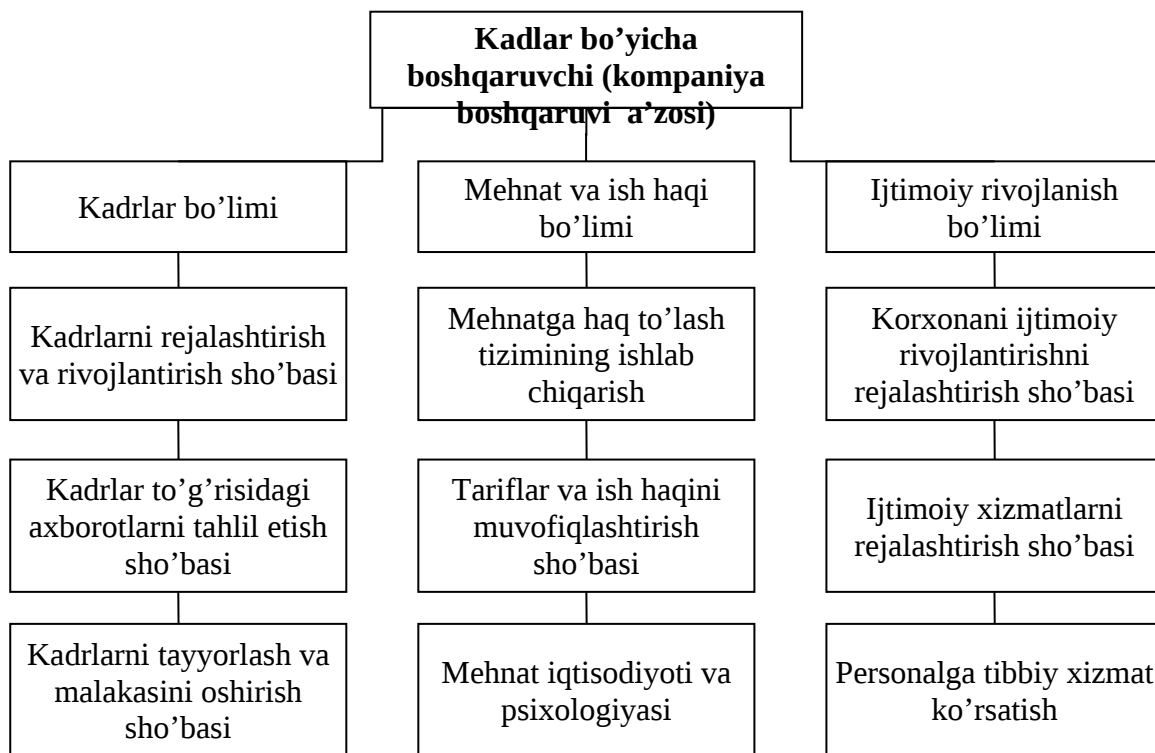 Kadlar bo’yicha
boshqaruvchi (kompaniya
boshqaruvi a’zosi)
Kadrlar bo’limi
Mehnat va ish haqi
bo’limi
Ijtimoiy rivojlanish
bo’limi
Kadrlarni rejalashtirish
va rivojlantirish sho’basi
Mehnatga haq to’lash
tizimining ishlab
chiqarish
Korxonani ijtimoiy
rivojlantirishni
rejalashtirish sho’basi
Kadrlar to’g’risidagi
axborotlarni tahlil etish
sho’basi
Tariflar va ish haqini
muvofiqlashtirish
sho’basi
Ijtimoiy xizmatlarni
rejalashtirish sho’basi
Kadrlarni tayyorlash va
malakasini oshirish
sho’basi
Mehnat iqtisodiyoti va
psixologiyasi
Personalga tibbiy xizmat
ko’rsatish